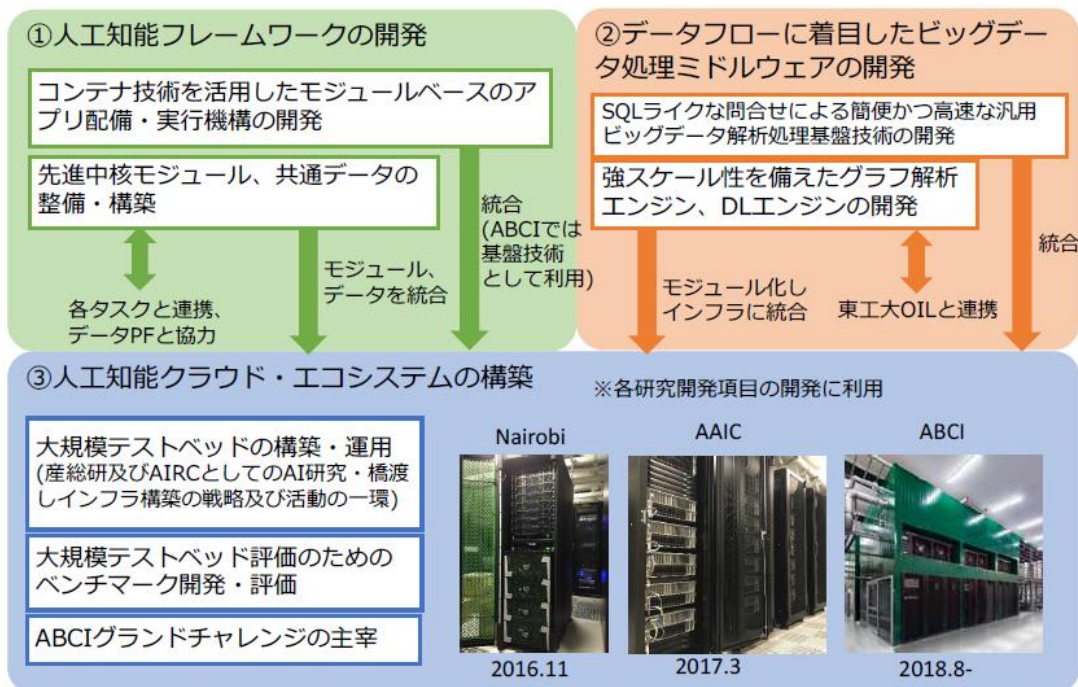 ①人工知能フレームワークの開発
コンテナ技術を活用したモジュールベースのア
プリ配備・実行機構の開発
先進中核モジュール、共通データの
整備・構築
各タスクと連携、
データPFと協力
モジュール、
データを統合
統合
(ABCIでは
基盤技術
として利用)
②データフローに着目したビッグデー
タ処理ミドルウェアの開発
SQLライクな問合せによる簡便かつ高速な汎用
ビッグデータ解析処理基盤技術の開発
強スケール性を備えたグラフ解析
エンジン、DLエンジンの開発
モジュール化し
インフラに統合
東工大OILと連携
統合
③人工知能クラウド・エコシステムの構築
※各研究開発項目の開発に利用
大規模テストベッドの構築・運用
(産総研及びAIRCとしてのAI研究・橋渡
しインフラ構築の戦略及び活動の一環)
大規模テストベッド評価のための
ベンチマーク開発・評価
ABCIグランドチャレンジの主宰
Nairobi
AAIC
ABCI
2016.11
2017.3
2018.8-